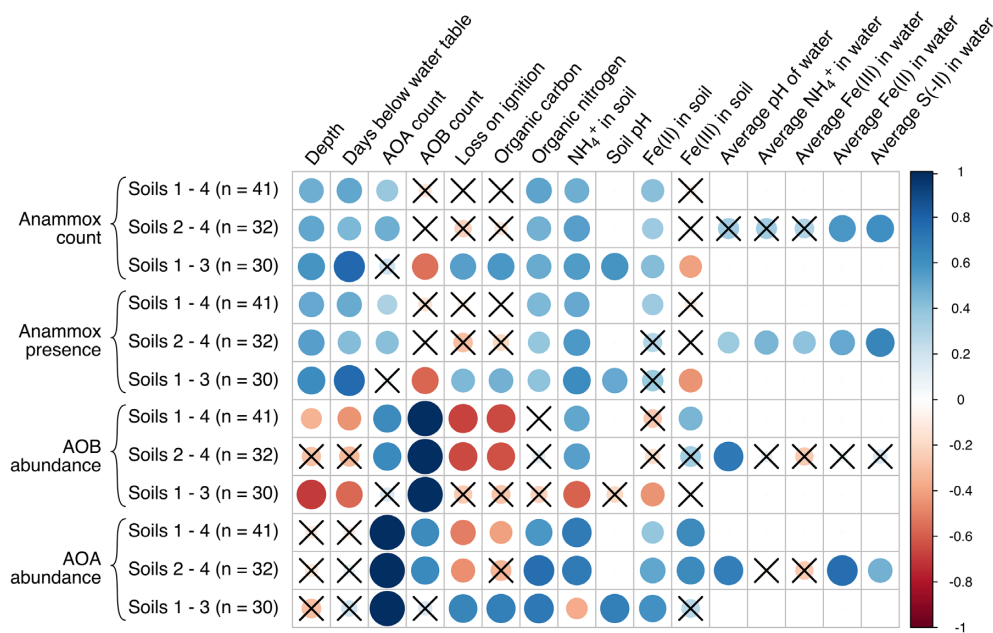 Depth
Days below water table
AOA count
AOB count
Loss on ignition
Organic carbon
Organic nitrogen
NH₄⁺ in soil
Soil pH
Fe(II) in soil
Fe(III) in soil
Average pH of water
Average NH₄⁺ in water
Average Fe(III) in water
Average Fe(II) in water
Average S(-II) in water
Anammox
count
Soils 1 - 4 (n = 41)
Soils 2 - 4 (n = 32)
Soils 1 - 3 (n = 30)
Anammox
presence
Soils 1 - 4 (n = 41)
Soils 2 - 4 (n = 32)
Soils 1 - 3 (n = 30)
AOB
abundance
Soils 1 - 4 (n = 41)
Soils 2 - 4 (n = 32)
Soils 1 - 3 (n = 30)
AOA
abundance
Soils 1 - 4 (n = 41)
Soils 2 - 4 (n = 32)
Soils 1 - 3 (n = 30)
1
0.8
0.6
0.4
0.2
0
-0.2
-0.4
-0.6
-0.8
-1